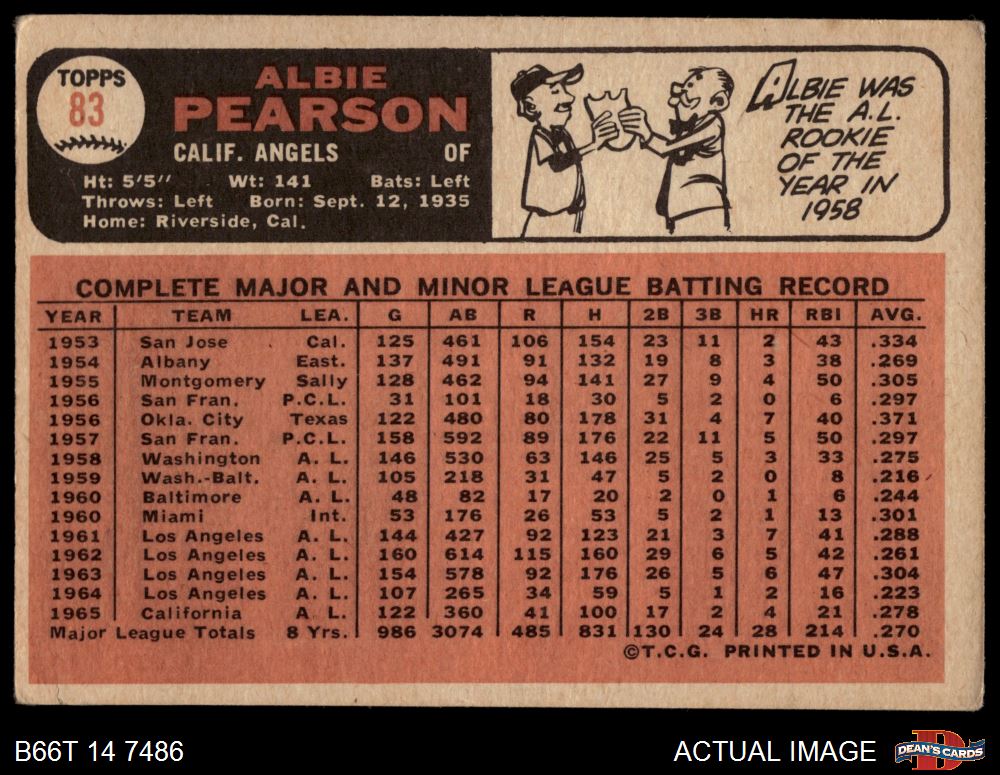 TOPPS
83
ALBIE
PEARSON
CALIF. ANGELS OF
Ht: 5'5" Wt: 141 Bats: Left
Throws: Left Born: Sept. 12, 1935
Home: Riverside, Cal.
ALBIE WAS
THE A.L.
ROOKIE
OF THE
YEAR IN
1958
COMPLETE MAJOR AND MINOR LEAGUE BATTING RECORD
YEAR TEAM LEA. G AB R H 2B 3B HR RBI AVG.
1953 San Jose Cal. 125 461 106 154 23 11 2 43 .334
1954 Albany East. 137 491 91 132 19 8 3 38 .269
1955 Montgomery Sally 128 462 94 141 27 9 4 50 .305
1956 San Fran. P.C.L. 31 101 18 30 5 2 0 6 .297
1956 Okla. City Texas 122 480 80 178 31 4 7 40 .371
1957 San Fran. P.C.L. 158 592 89 176 22 11 5 50 .297
1958 Washington A. L. 146 530 63 146 25 5 3 33 .275
1959 Wash.-Balt. A. L. 105 218 31 47 5 2 0 8 .216
1960 Baltimore A. L. 48 82 17 20 2 0 1 6 .244
1960 Miami Int. 53 176 26 53 5 2 1 13 .301
1961 Los Angeles A. L. 144 427 92 123 21 3 7 41 .288
1962 Los Angeles A. L. 160 614 115 160 29 6 5 42 .261
1963 Los Angeles A. L. 154 578 92 176 26 5 6 47 .304
1964 Los Angeles A. L. 107 265 34 59 5 1 2 16 .223
1965 California A. L. 122 360 41 100 17 2 4 21 .278
Major League Totals 8 Yrs. 986 3074 485 831 130 24 28 214 .270
©T.C.G. PRINTED IN U.S.A.
B66T 14 7486 ACTUAL IMAGE
DEAN'S CARDS